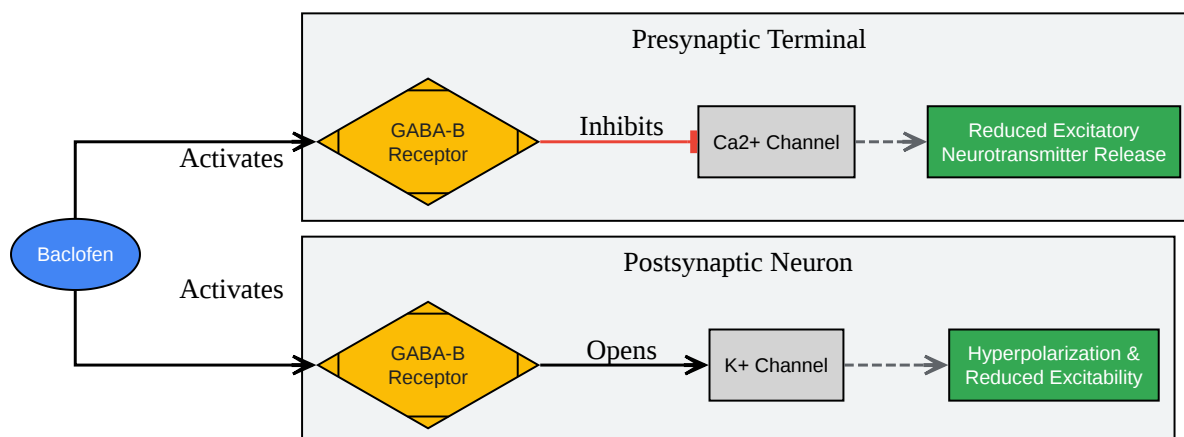 Presynaptic Terminal
GABA-B
Receptor
Inhibits
Ca2+ Channel
Reduced Excitatory
Neurotransmitter Release
Activates
Baclofen
Activates
Postsynaptic Neuron
GABA-B
Receptor
Opens
K+ Channel
Hyperpolarization &
Reduced Excitability